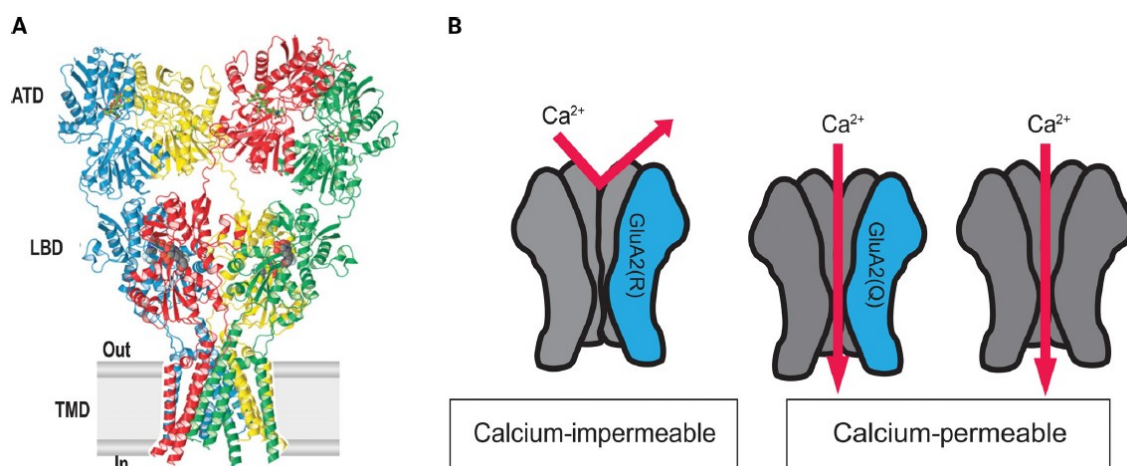 A
ATD
LBD
Out
TMD
In
B
Ca²⁺
Ca²⁺
Ca²⁺
GluA2(R)
GluA2(Q)
Calcium-impermeable
Calcium-permeable